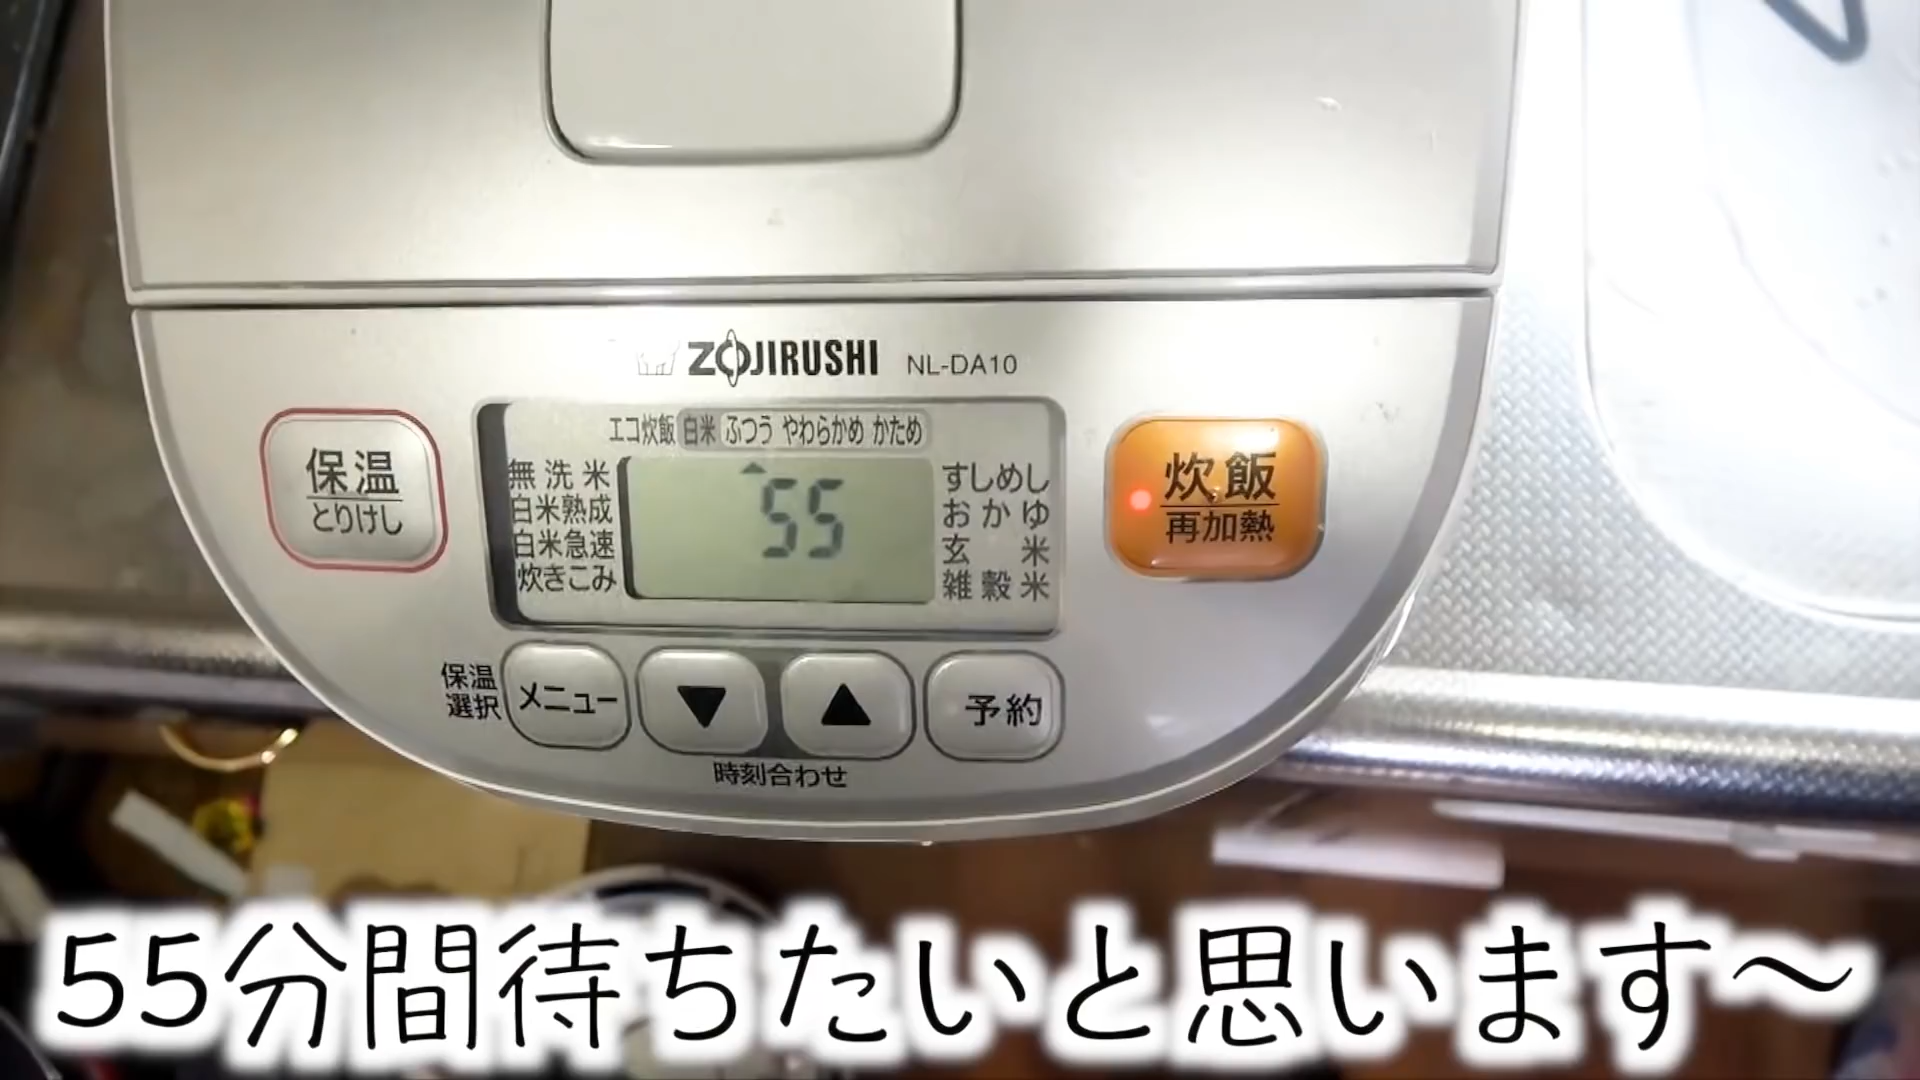 ZOJIRUSHI NL-DA10
エコ炊飯 白米 ふつう やわらかめ かため
無洗米
白米熟成
白米急速
炊きこみ
55
すしめし
おかゆ
玄米
雑穀米
保温
とりけし
炊飯
再加熱
保温
選択
メニュー
▼
▲
予約
時刻合わせ
55分間待ちたいと思います〜